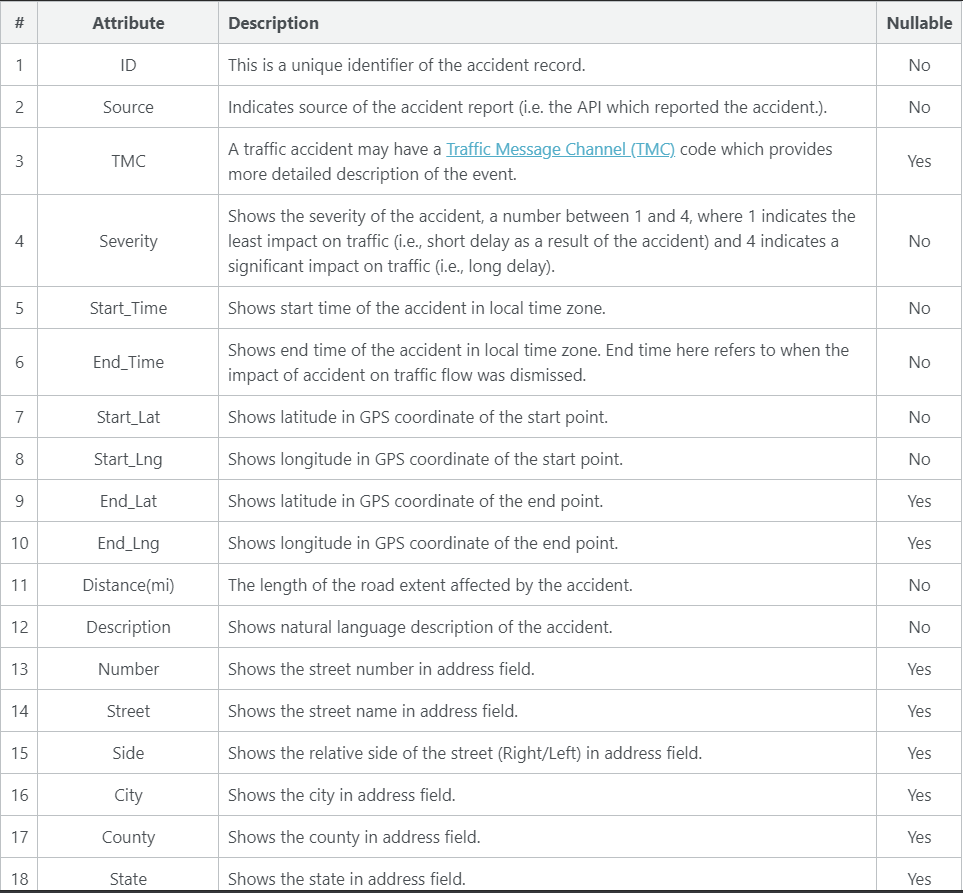 # Attribute Description Nullable
1 ID This is a unique identifier of the accident record. No
2 Source Indicates source of the accident report (i.e. the API which reported the accident.). No
3 TMC A traffic accident may have a Traffic Message Channel (TMC) code which provides
more detailed description of the event. Yes
4 Severity Shows the severity of the accident, a number between 1 and 4, where 1 indicates the
least impact on traffic (i.e., short delay as a result of the accident) and 4 indicates a
significant impact on traffic (i.e., long delay). No
5 Start_Time Shows start time of the accident in local time zone. No
6 End_Time Shows end time of the accident in local time zone. End time here refers to when the
impact of accident on traffic flow was dismissed. No
7 Start_Lat Shows latitude in GPS coordinate of the start point. No
8 Start_Lng Shows longitude in GPS coordinate of the start point. No
9 End_Lat Shows latitude in GPS coordinate of the end point. Yes
10 End_Lng Shows longitude in GPS coordinate of the end point. Yes
11 Distance(mi) The length of the road extent affected by the accident. No
12 Description Shows natural language description of the accident. No
13 Number Shows the street number in address field. Yes
14 Street Shows the street name in address field. Yes
15 Side Shows the relative side of the street (Right/Left) in address field. Yes
16 City Shows the city in address field. Yes
17 County Shows the county in address field. Yes
18 State Shows the state in address field. Yes